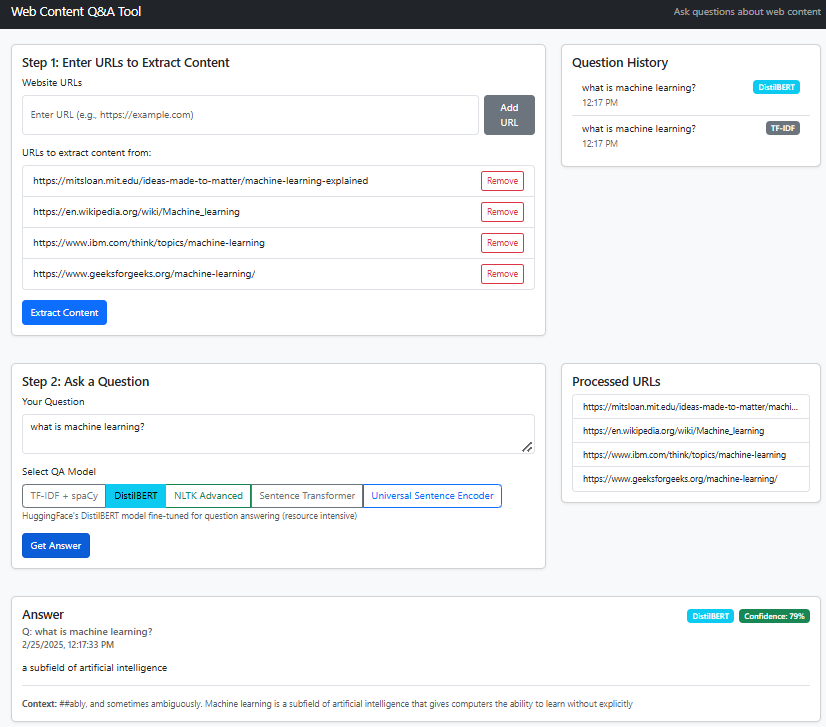 Web Content Q&A Tool
Ask questions about web content
Step 1: Enter URLs to Extract Content
Website URLs
Enter URL (e.g., https://example.com)
Add
URL
URLs to extract content from:
https://mitsloan.mit.edu/ideas-made-to-matter/machine-learning-explained
Remove
https://en.wikipedia.org/wiki/Machine_learning
Remove
https://www.ibm.com/think/topics/machine-learning
Remove
https://www.geeksforgeeks.org/machine-learning/
Remove
Extract Content
Question History
what is machine learning?
DistilBERT
12:17 PM
what is machine learning?
TF-IDF
12:17 PM
Step 2: Ask a Question
Your Question
what is machine learning?
Select QA Model
TF-IDF + spaCy
DistilBERT
NLTK Advanced
Sentence Transformer
Universal Sentence Encoder
HuggingFace's DistilBERT model fine-tuned for question answering (resource intensive)
Get Answer
Processed URLs
https://mitsloan.mit.edu/ideas-made-to-matter/machi...
https://en.wikipedia.org/wiki/Machine_learning
https://www.ibm.com/think/topics/machine-learning
https://www.geeksforgeeks.org/machine-learning/
Answer
DistilBERT
Confidence: 79%
Q: what is machine learning?
2/25/2025, 12:17:33 PM
a subfield of artificial intelligence
Context: ##ably, and sometimes ambiguously. Machine learning is a subfield of artificial intelligence that gives computers the ability to learn without explicitly